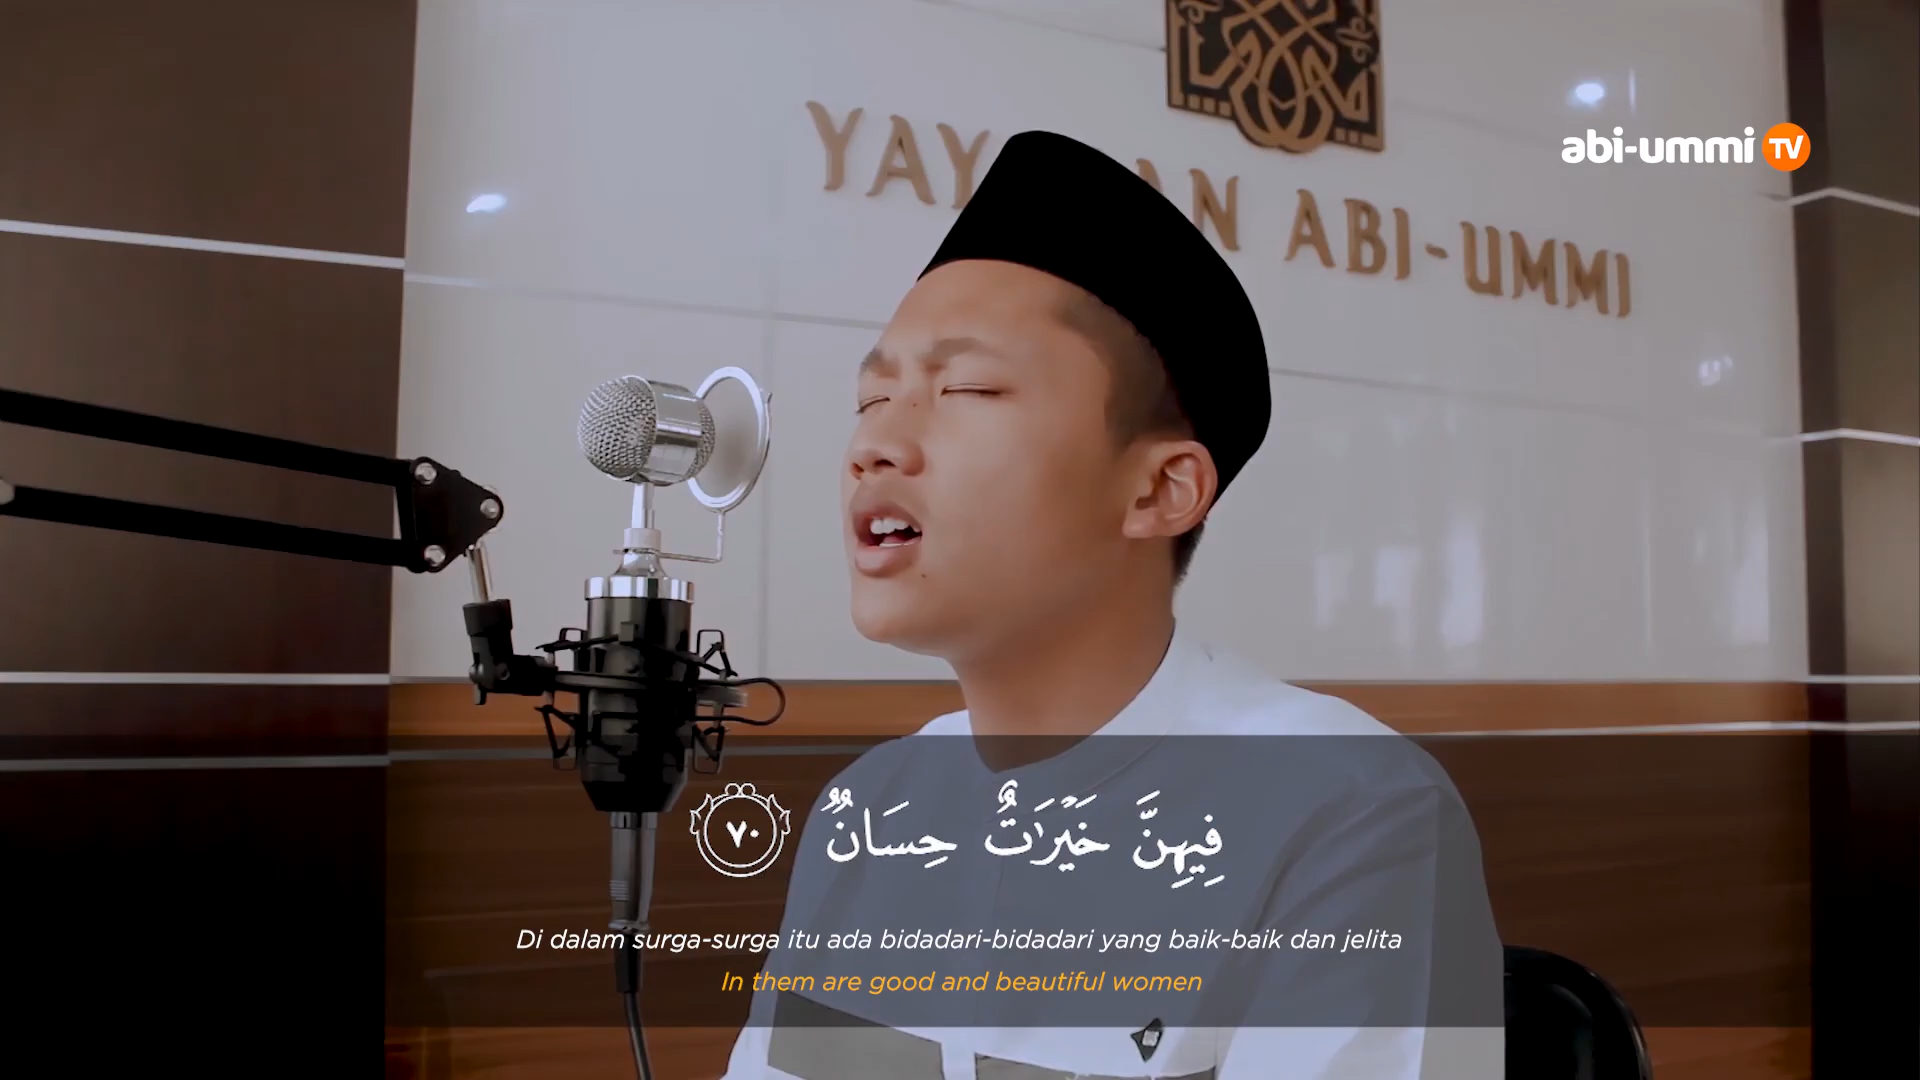 YAY AN ABI-UMMI
abi-ummi TV
فِيهِنَّ خَيْرَٰتٌ حِسَانٌ ٧٠
Di dalam surga-surga itu ada bidadari-bidadari yang baik-baik dan jelita
In them are good and beautiful women